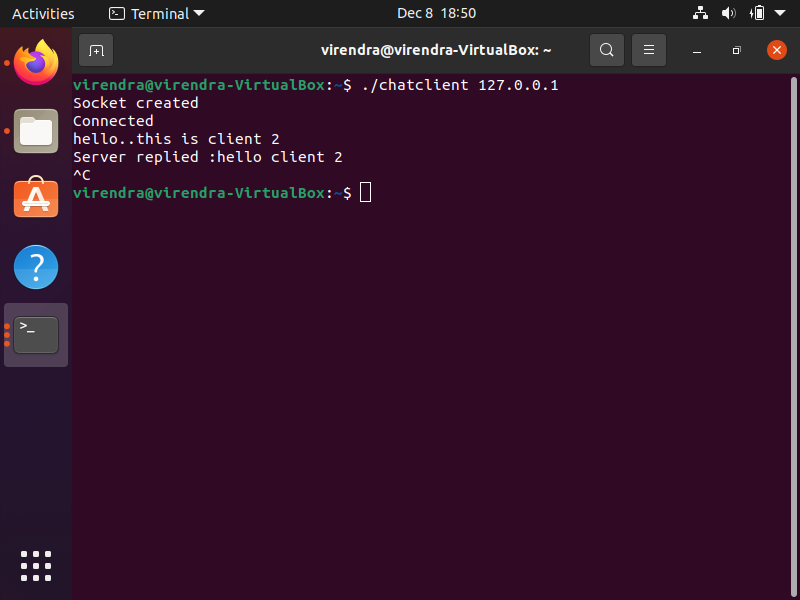 Activities
Terminal
Dec 8 18:50
virendra@virendra-VirtualBox: ~
virendra@virendra-VirtualBox:~$ ./chatclient 127.0.0.1
Socket created
Connected
hello..this is client 2
Server replied :hello client 2
^C
virendra@virendra-VirtualBox:~$